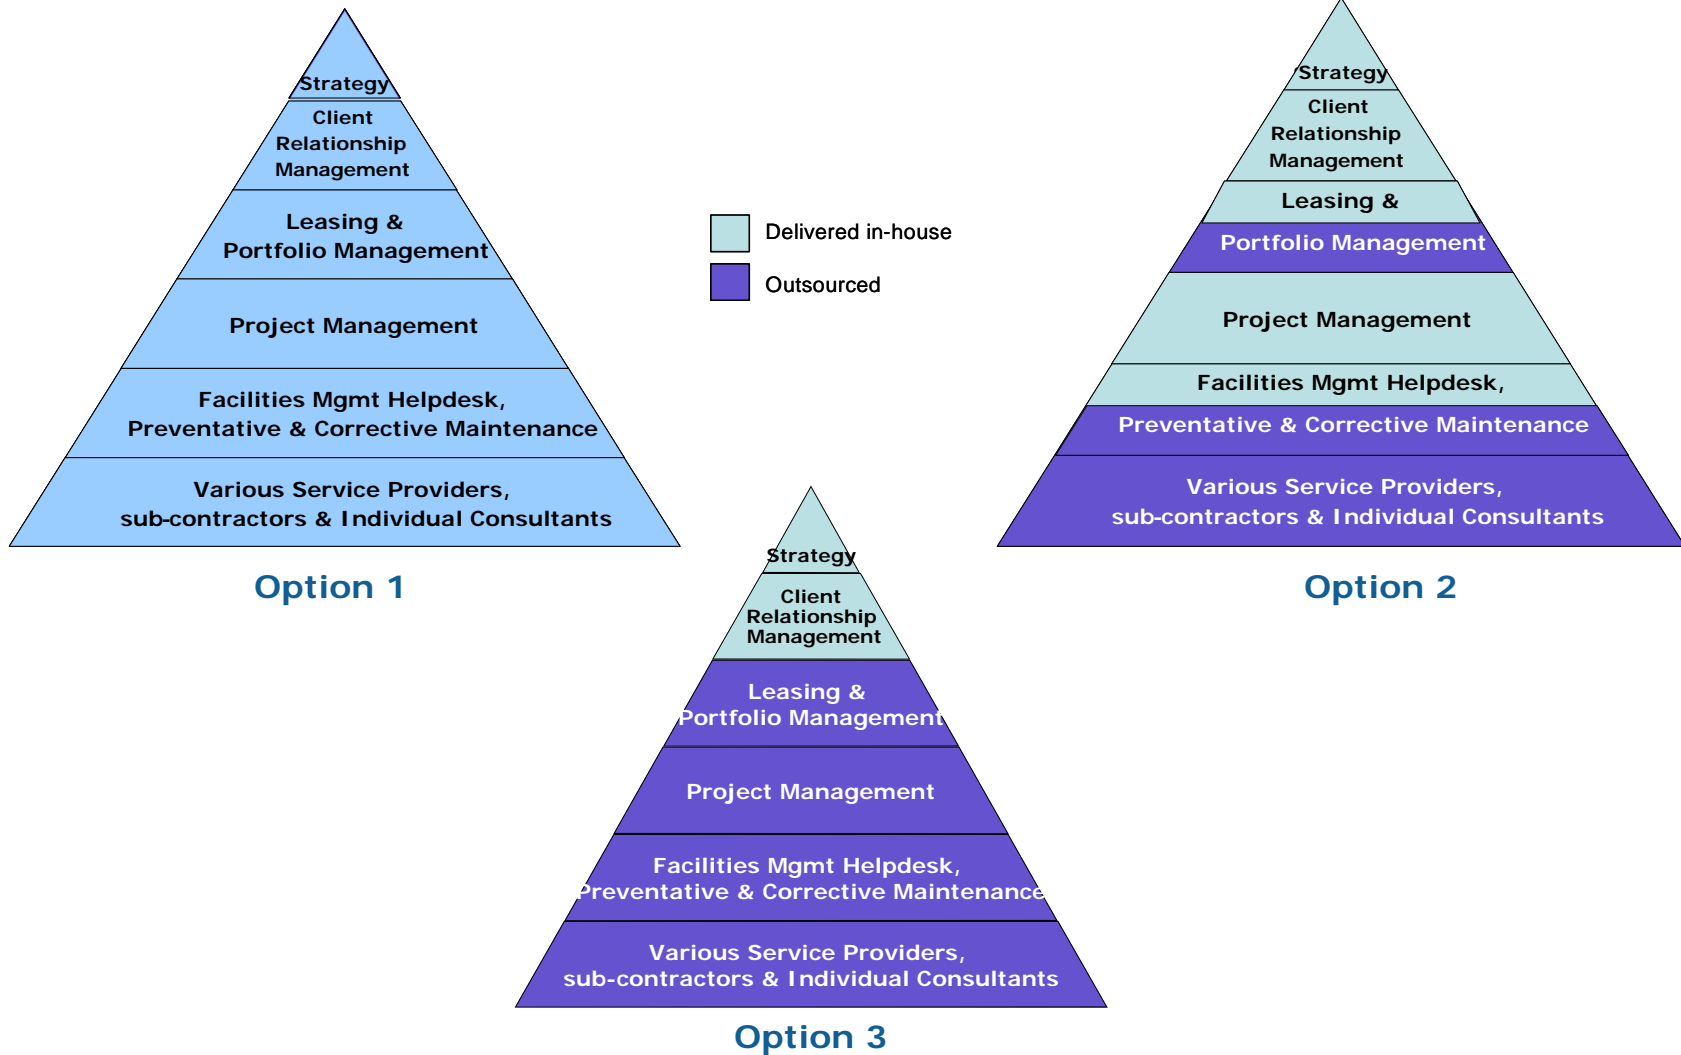 Strategy
Client
Relationship
Management
Leasing &
Portfolio Management
Project Management
Facilities Mgmt Helpdesk,
Preventative & Corrective Maintenance
Various Service Providers,
sub-contractors & Individual Consultants
Option 1
Delivered in-house
Outsourced
Strategy
Client
Relationship
Management
Leasing &
Portfolio Management
Project Management
Facilities Mgmt Helpdesk,
Preventative & Corrective Maintenance
Various Service Providers,
sub-contractors & Individual Consultants
Option 2
Strategy
Client
Relationship
Management
Leasing &
Portfolio Management
Project Management
Facilities Mgmt Helpdesk,
Preventative & Corrective Maintenance
Various Service Providers,
sub-contractors & Individual Consultants
Option 3